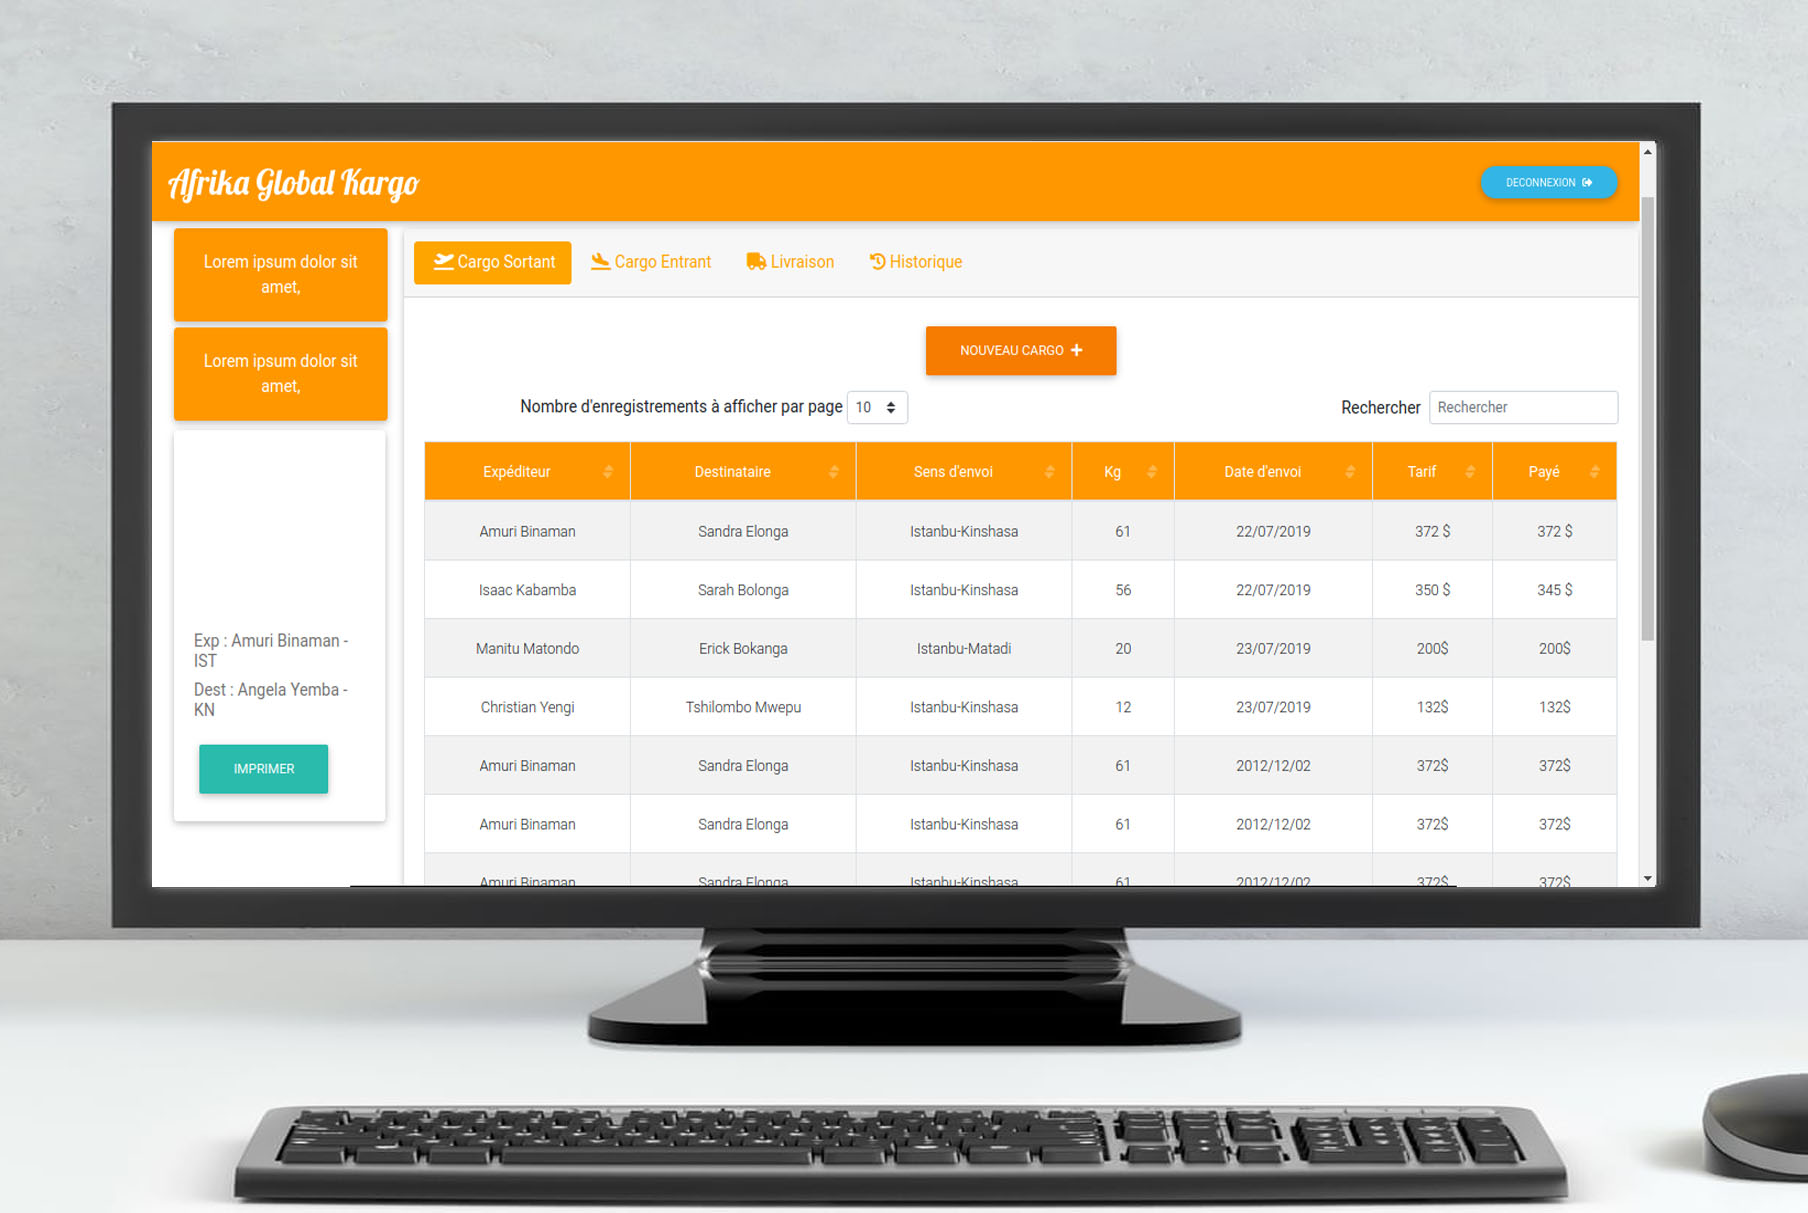 Afrika Global Kargo
DECONNEXION
Lorem ipsum dolor sit
amet,
Lorem ipsum dolor sit
amet,
Exp : Amuri Binaman -
IST
Dest : Angela Yemba -
KN
IMPRIMER
Cargo Sortant Cargo Entrant Livraison Historique
NOUVEAU CARGO +
Nombre d'enregistrements à afficher par page 10 Rechercher Rechercher
Expéditeur Destinataire Sens d'envoi Kg Date d'envoi Tarif Payé
Amuri Binaman Sandra Elonga Istanbu-Kinshasa 61 22/07/2019 372 $ 372 $
Isaac Kabamba Sarah Bolonga Istanbu-Kinshasa 56 22/07/2019 350 $ 345 $
Manitu Matondo Erick Bokanga Istanbu-Matadi 20 23/07/2019 200$ 200$
Christian Yengi Tshilombo Mwepu Istanbu-Kinshasa 12 23/07/2019 132$ 132$
Amuri Binaman Sandra Elonga Istanbu-Kinshasa 61 2012/12/02 372$ 372$
Amuri Binaman Sandra Elonga Istanbu-Kinshasa 61 2012/12/02 372$ 372$
Amuri Binaman Sandra Elonga Istanbu-Kinshasa 61 2012/12/02 372$ 372$